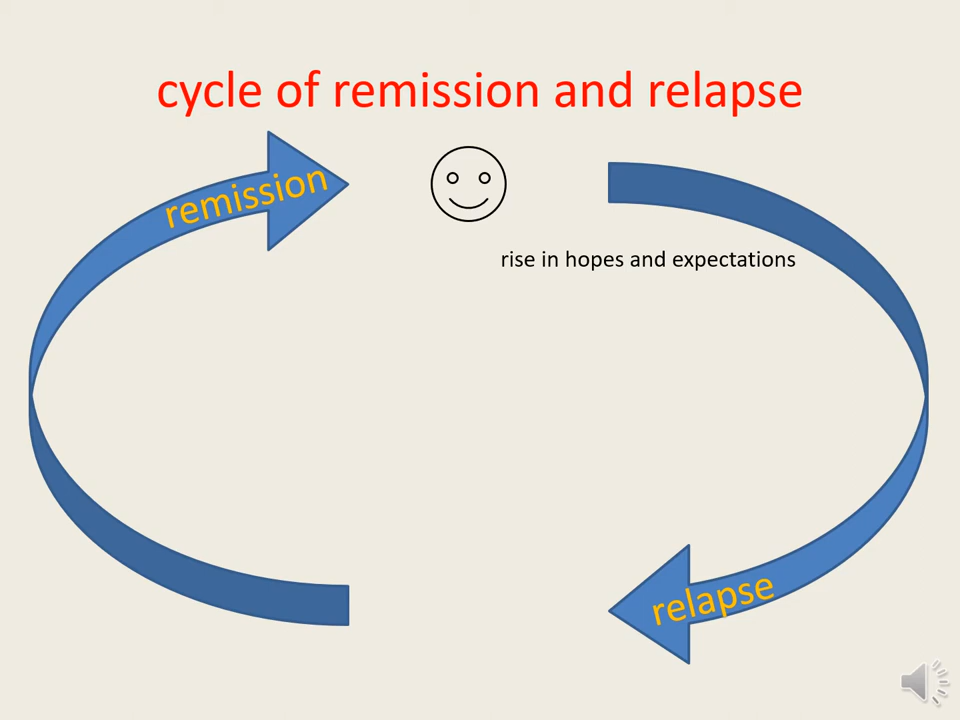 cycle of remission and relapse
remission
rise in hopes and expectations
relapse